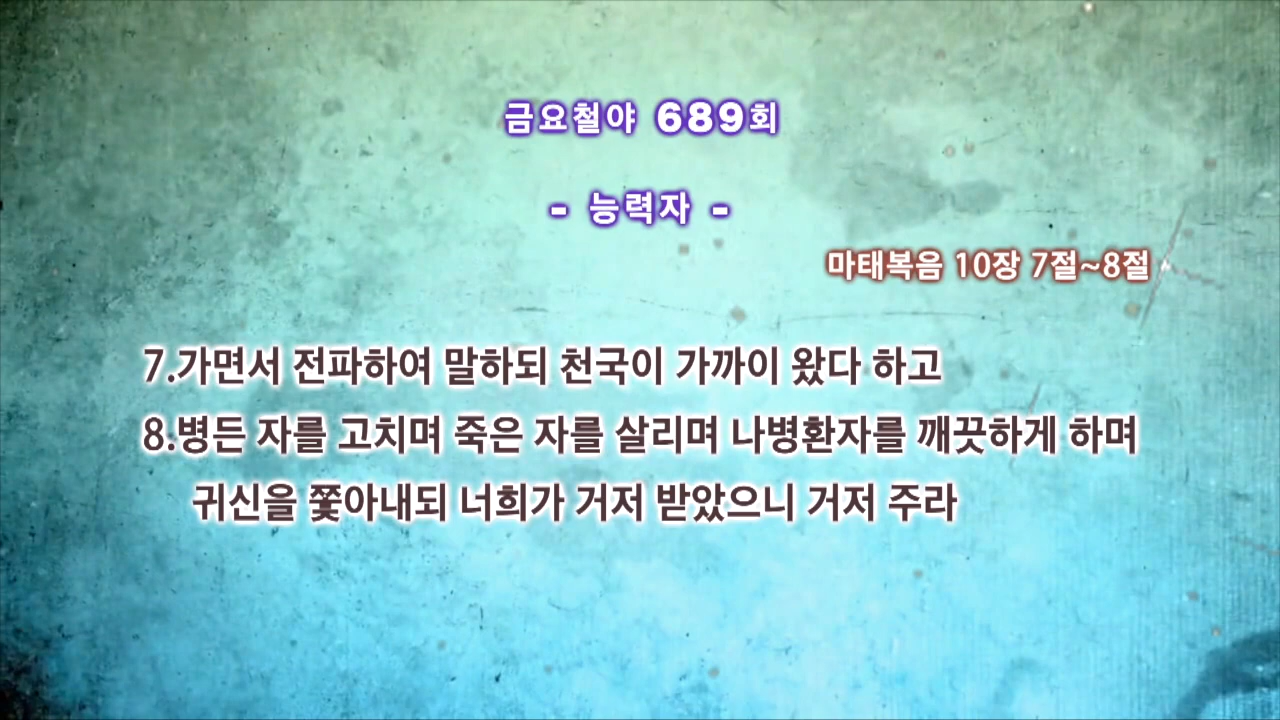 금요철야 689회
- 능력자 -
마태복음 10장 7절~8절
7.가면서 전파하여 말하되 천국이 가까이 왔다 하고
8.병든 자를 고치며 죽은 자를 살리며 나병환자를 깨끗하게 하며
귀신을 쫓아내되 너희가 거저 받았으니 거저 주라